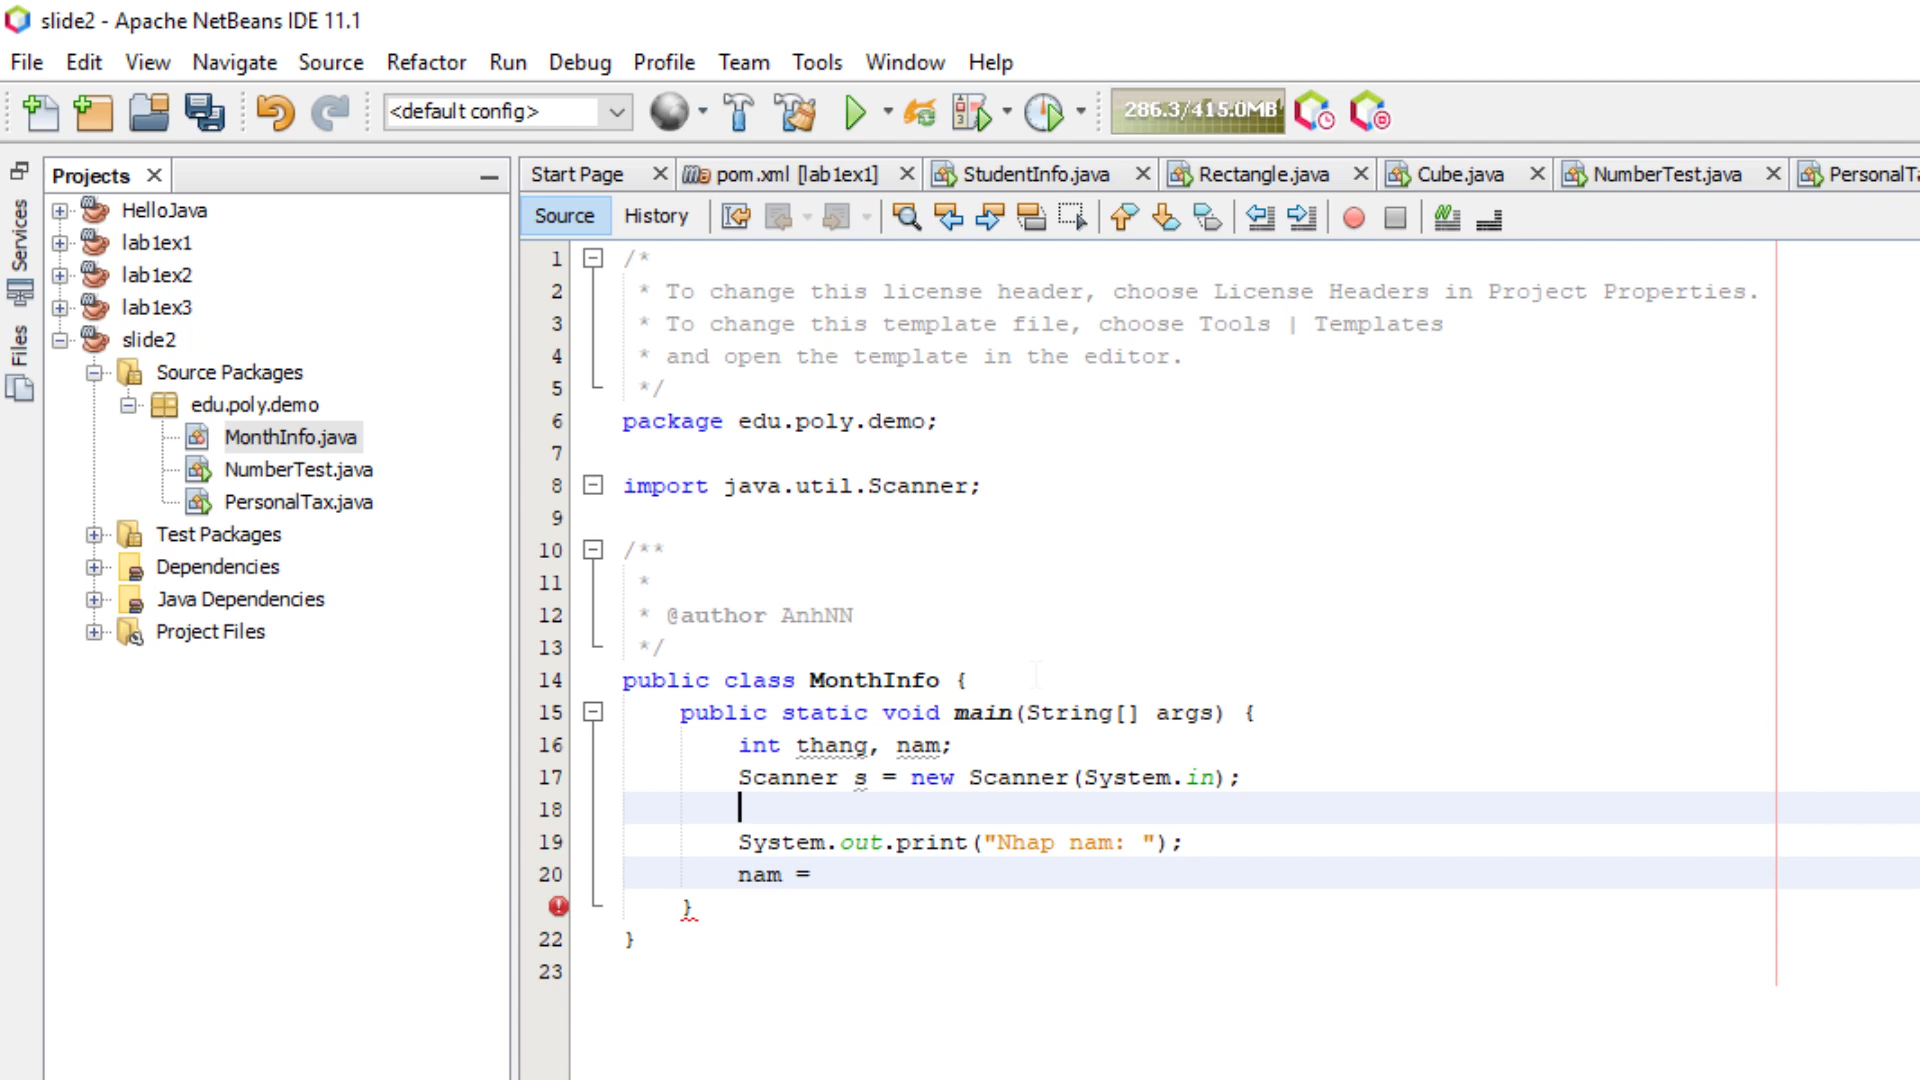 slide2 - Apache NetBeans IDE 11.1
File Edit View Navigate Source Refactor Run Debug Profile Team Tools Window Help
<default config> 286.3/415.0MB
Projects
Services
Files
HelloJava
lab1ex1
lab1ex2
lab1ex3
slide2
Source Packages
edu.poly.demo
MonthInfo.java
NumberTest.java
PersonalTax.java
Test Packages
Dependencies
Java Dependencies
Project Files
Start Page pom.xml [lab1ex1] StudentInfo.java Rectangle.java Cube.java NumberTest.java PersonalTa
Source History
1 /*
2 * To change this license header, choose License Headers in Project Properties.
3 * To change this template file, choose Tools | Templates
4 * and open the template in the editor.
5 */
6 package edu.poly.demo;
7
8 import java.util.Scanner;
9
10 /**
11 *
12 * @author AnhNN
13 */
14 public class MonthInfo {
15 public static void main(String[] args) {
16 int thang, nam;
17 Scanner s = new Scanner(System.in);
18
19 System.out.print("Nhap nam: ");
20 nam =
}
22 }
23